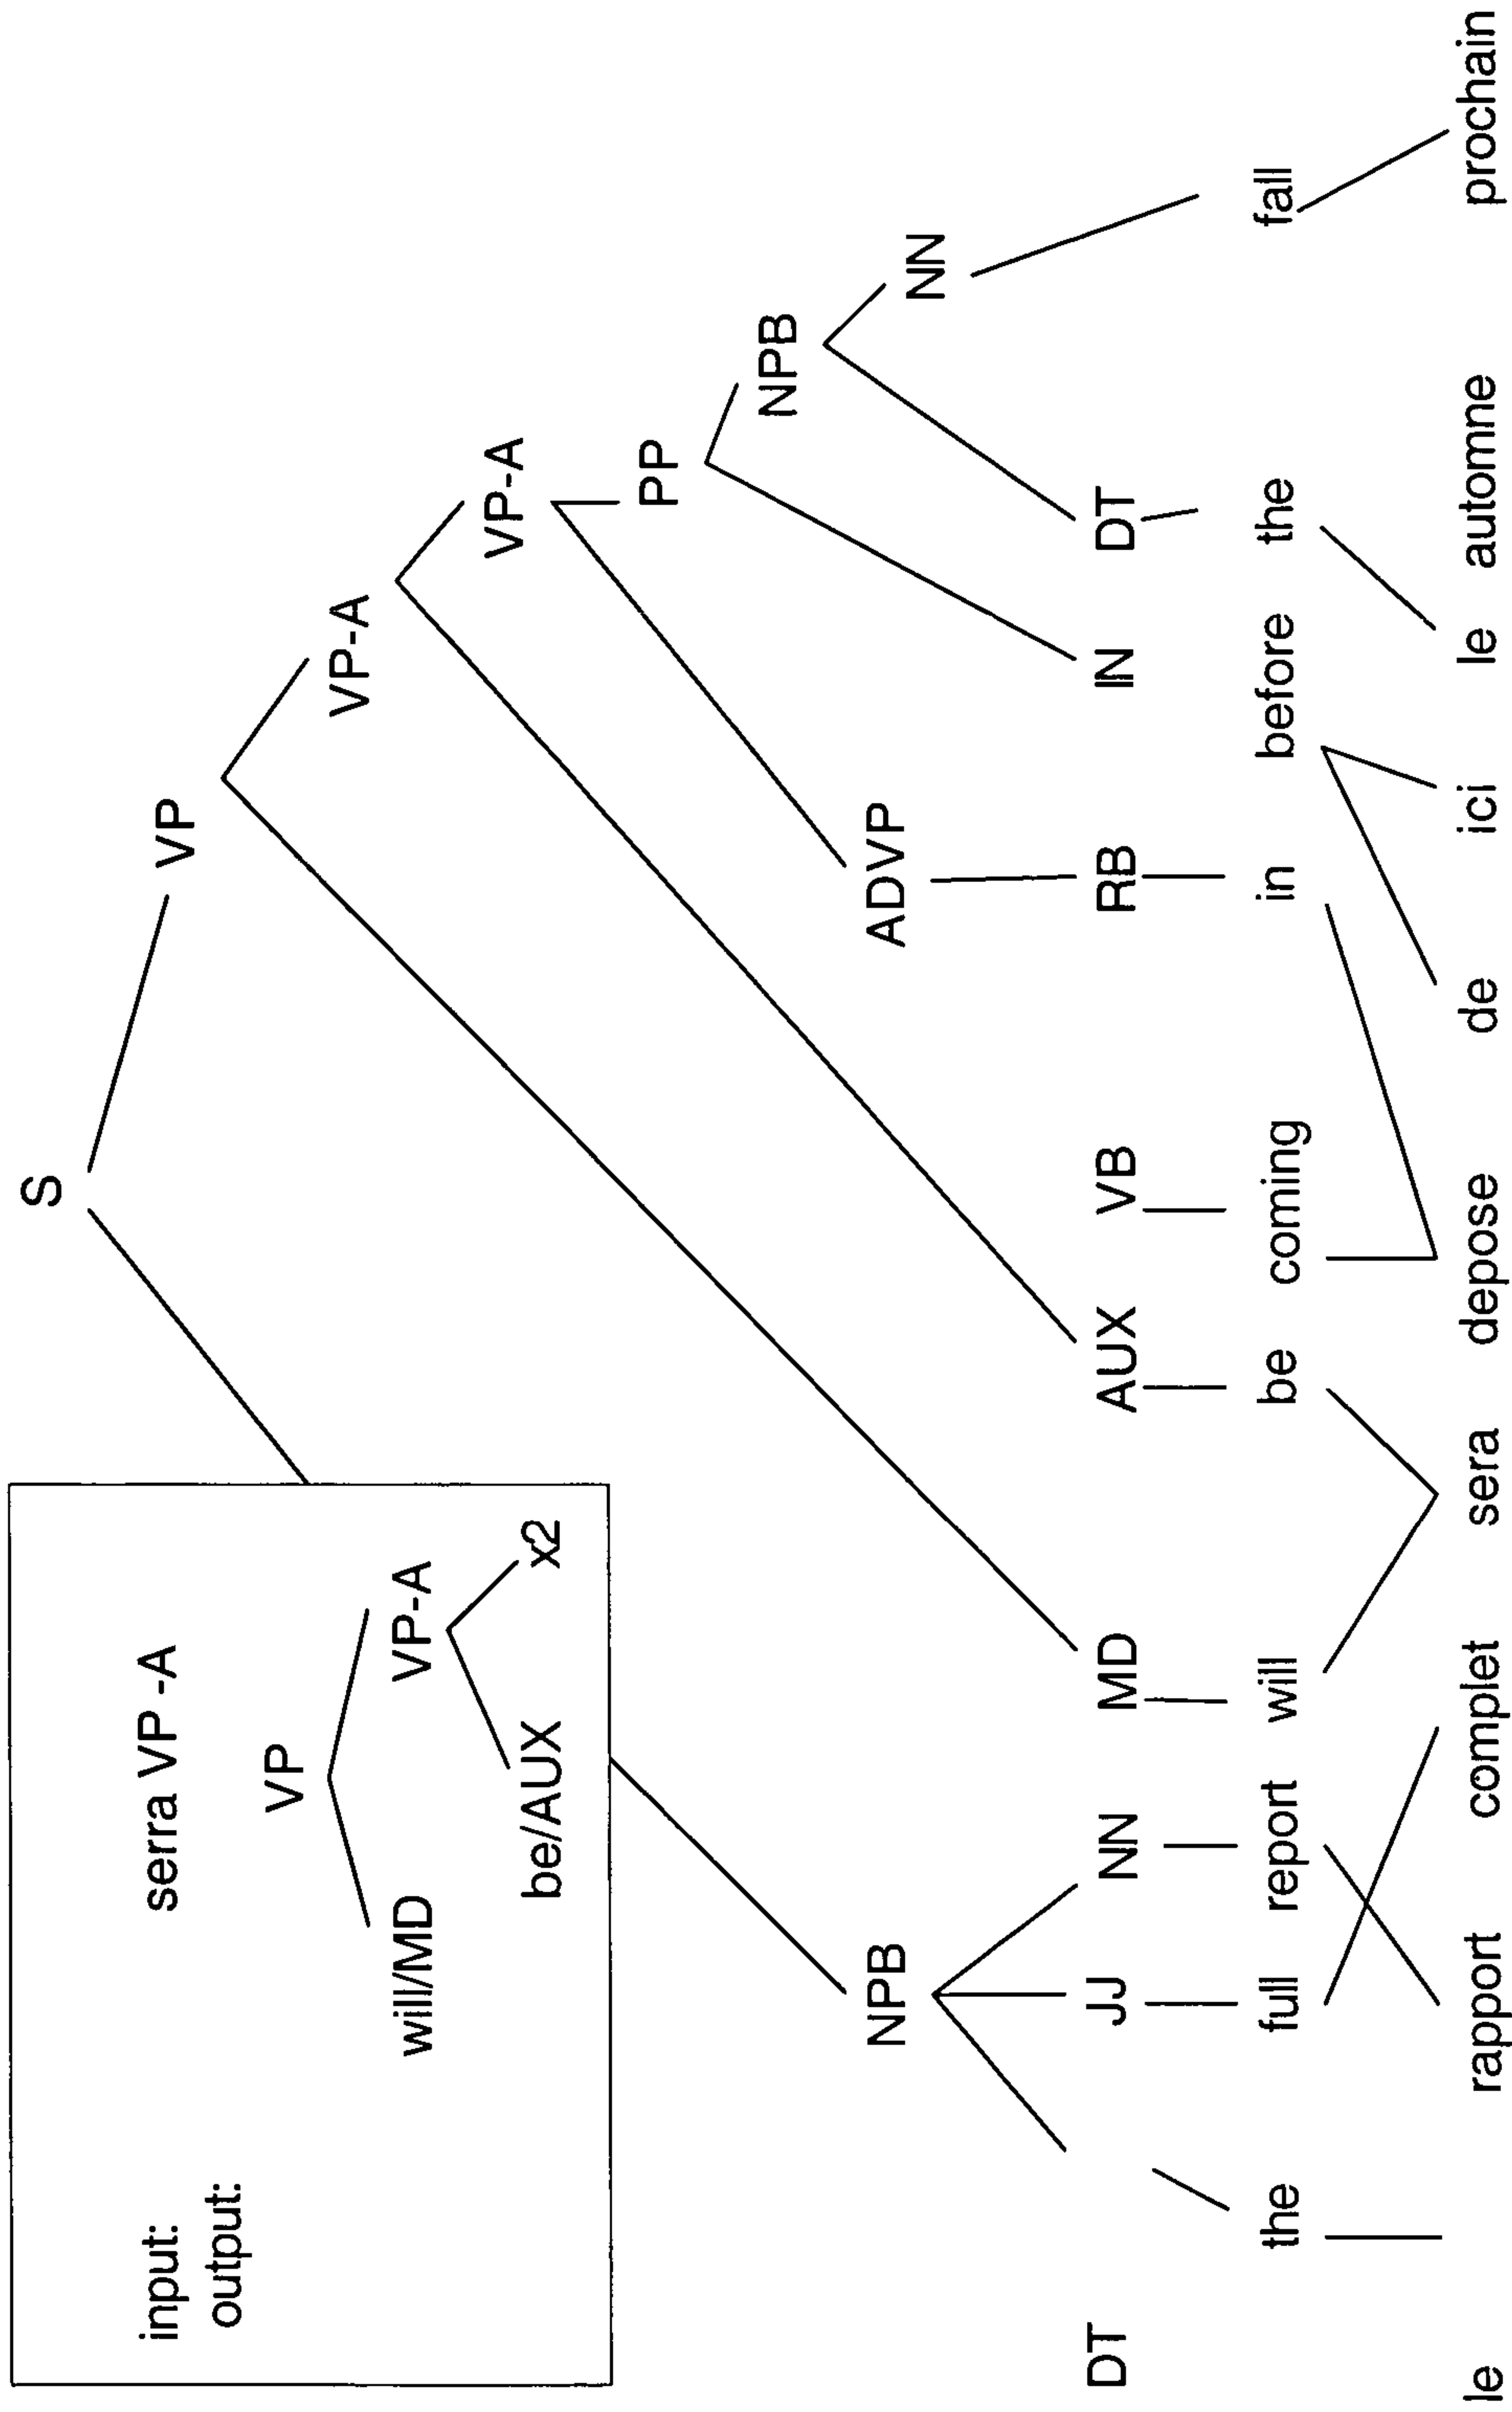 S
input: serra VP -A
output:
VP
VP
will/MD VP-A
VP-A
be/AUX x2
VP-A
PP
NPB
NPB ADVP
NN
DT JJ NN MD AUX VB RB IN DT
the full report will be coming in before the fall
le rapport complet sera depose de ici le automne prochain